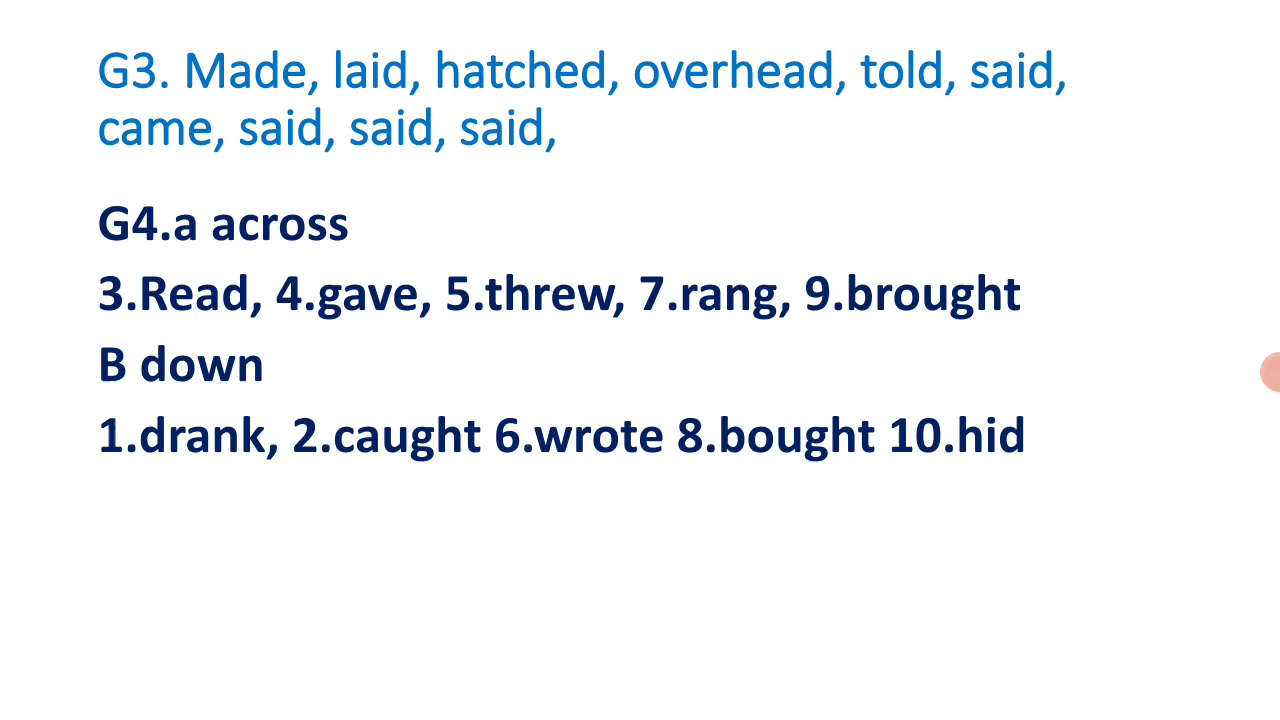 G3. Made, laid, hatched, overhead, told, said,
came, said, said, said,
G4.a across
3.Read, 4.gave, 5.threw, 7.rang, 9.brought
B down
1.drank, 2.caught 6.wrote 8.bought 10.hid